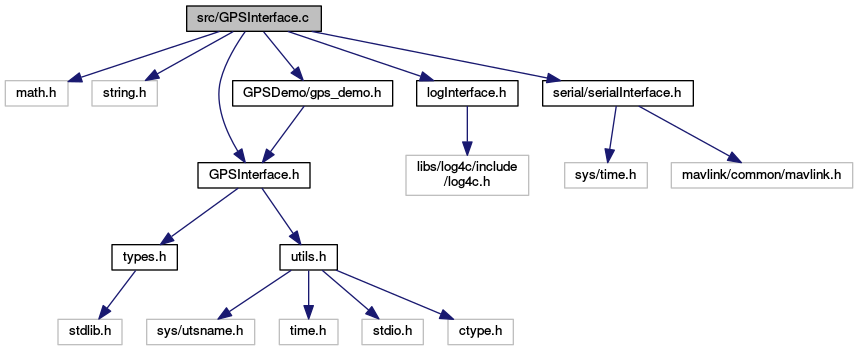 src/GPSInterface.c
math.h
string.h
GPSDemo/gps_demo.h
logInterface.h
serial/serialInterface.h
GPSInterface.h
libs/log4c/include
/log4c.h
sys/time.h
mavlink/common/mavlink.h
types.h
utils.h
stdlib.h
sys/utsname.h
time.h
stdio.h
ctype.h